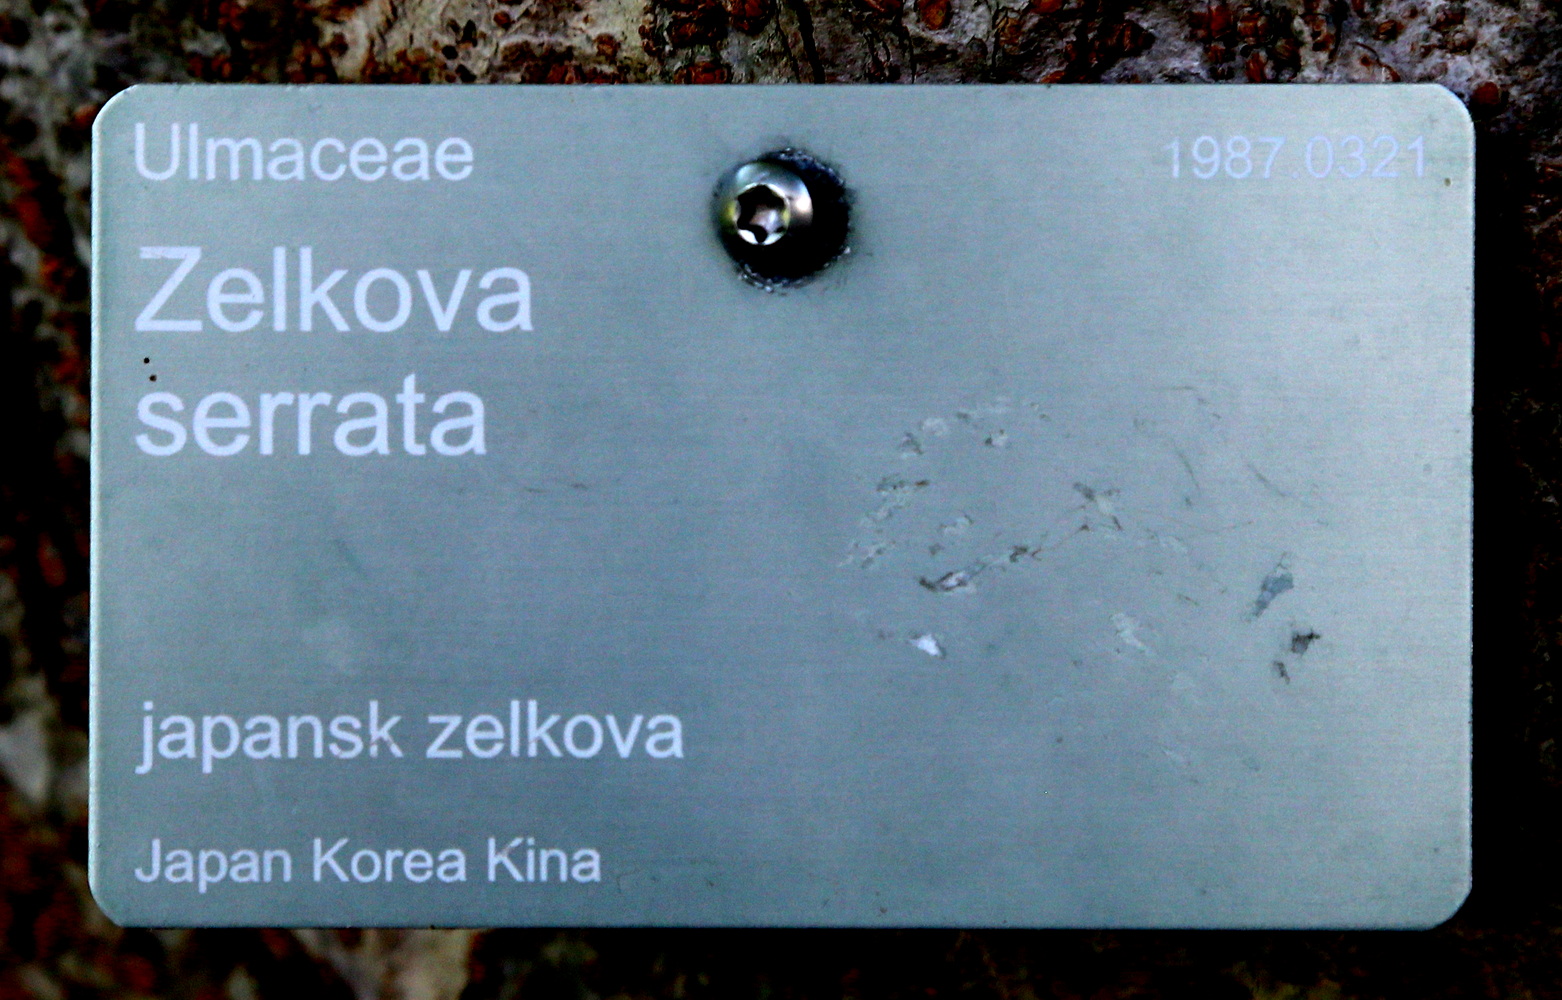 Ulmaceae 1987.0321
Zelkova
serrata
japansk zelkova
Japan Korea Kina